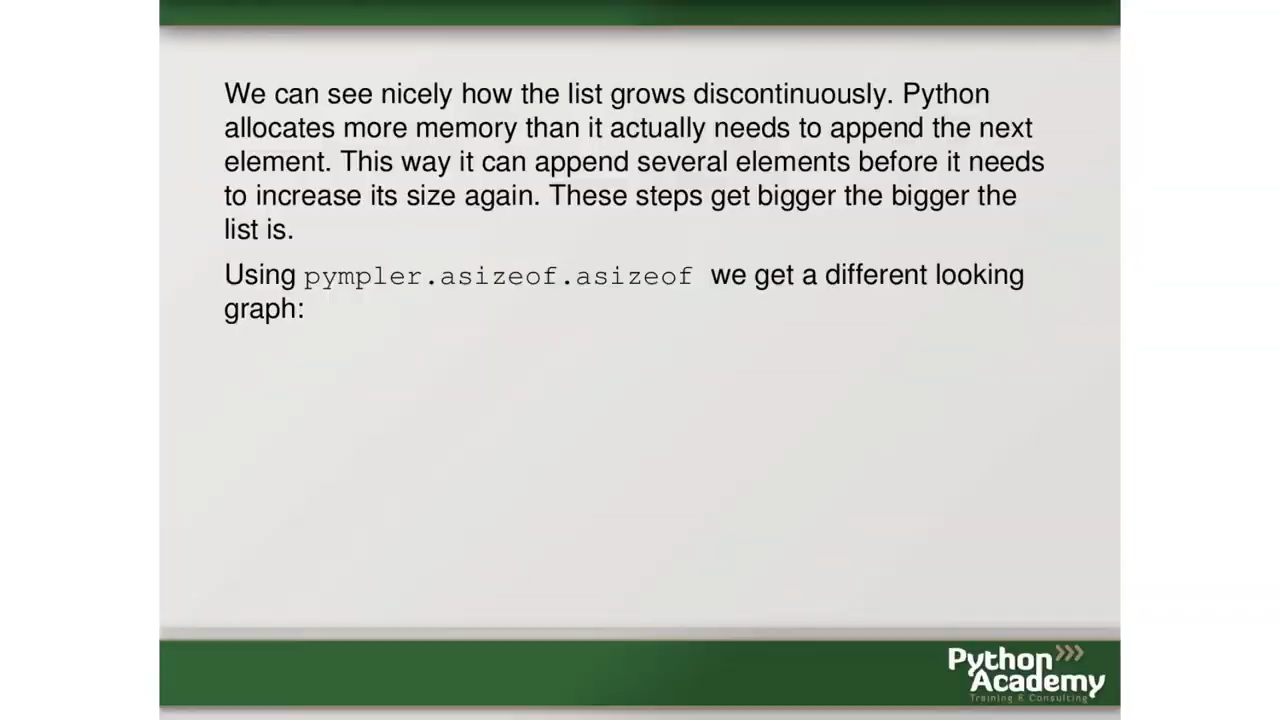 We can see nicely how the list grows discontinuously. Python
allocates more memory than it actually needs to append the next
element. This way it can append several elements before it needs
to increase its size again. These steps get bigger the bigger the
list is.
Using pympler.asizeof.asizeof we get a different looking
graph:
Python
Academy
Training & Consulting